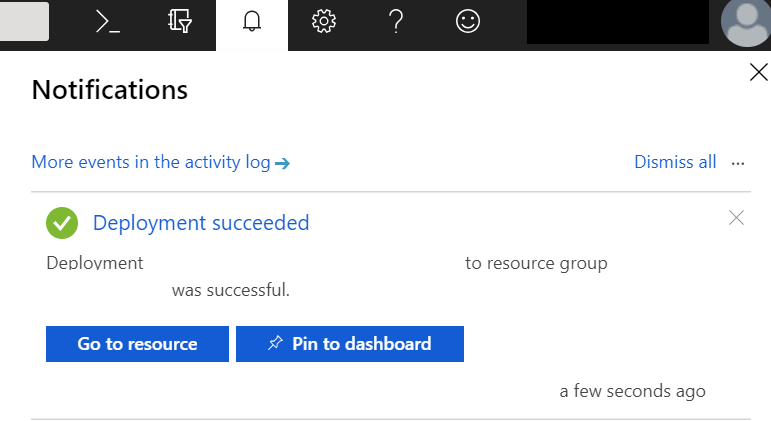 Notifications
More events in the activity log Dismiss all ...
Deployment succeeded
Deployment to resource group
was successful.
Go to resource Pin to dashboard
a few seconds ago